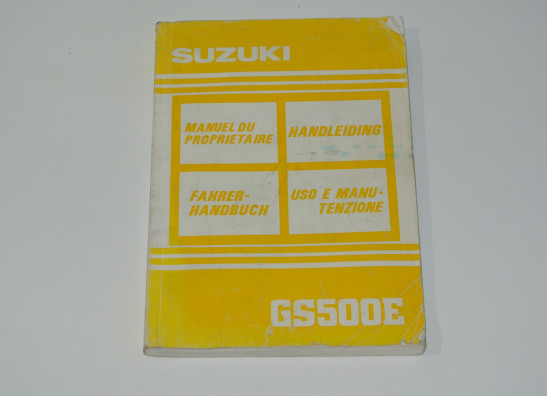 SUZUKI
MANUEL DU
PROPRIETAIRE
HANDLEIDING
FAHRER-
HANDBUCH
USO E MANU-
TENZIONE
GS500E